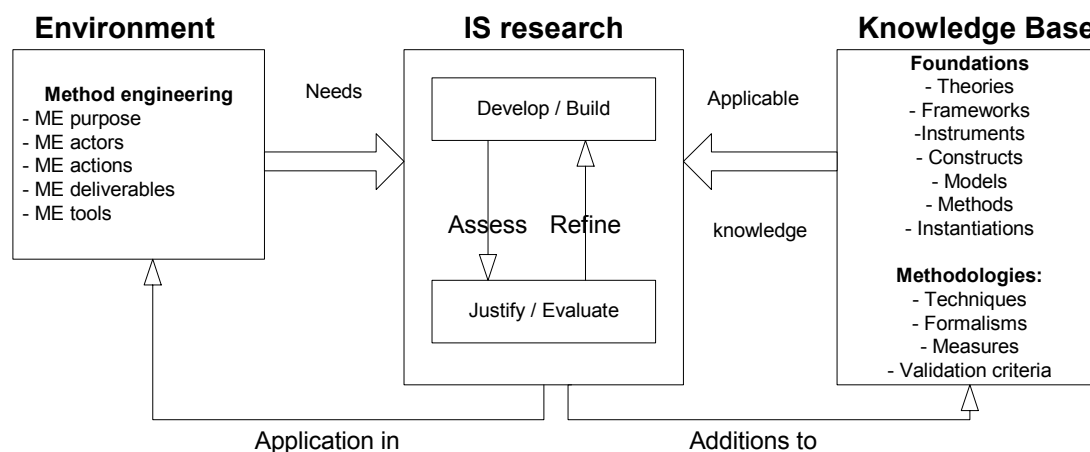 Environment
IS research
Knowledge Base
Method engineering
- ME purpose
- ME actors
- ME actions
- ME deliverables
- ME tools
Needs
Develop / Build
Assess
Refine
Justify / Evaluate
Applicable
knowledge
Foundations
- Theories
- Frameworks
-Instruments
- Constructs
- Models
- Methods
- Instantiations
Methodologies:
- Techniques
- Formalisms
- Measures
- Validation criteria
Application in
Additions to